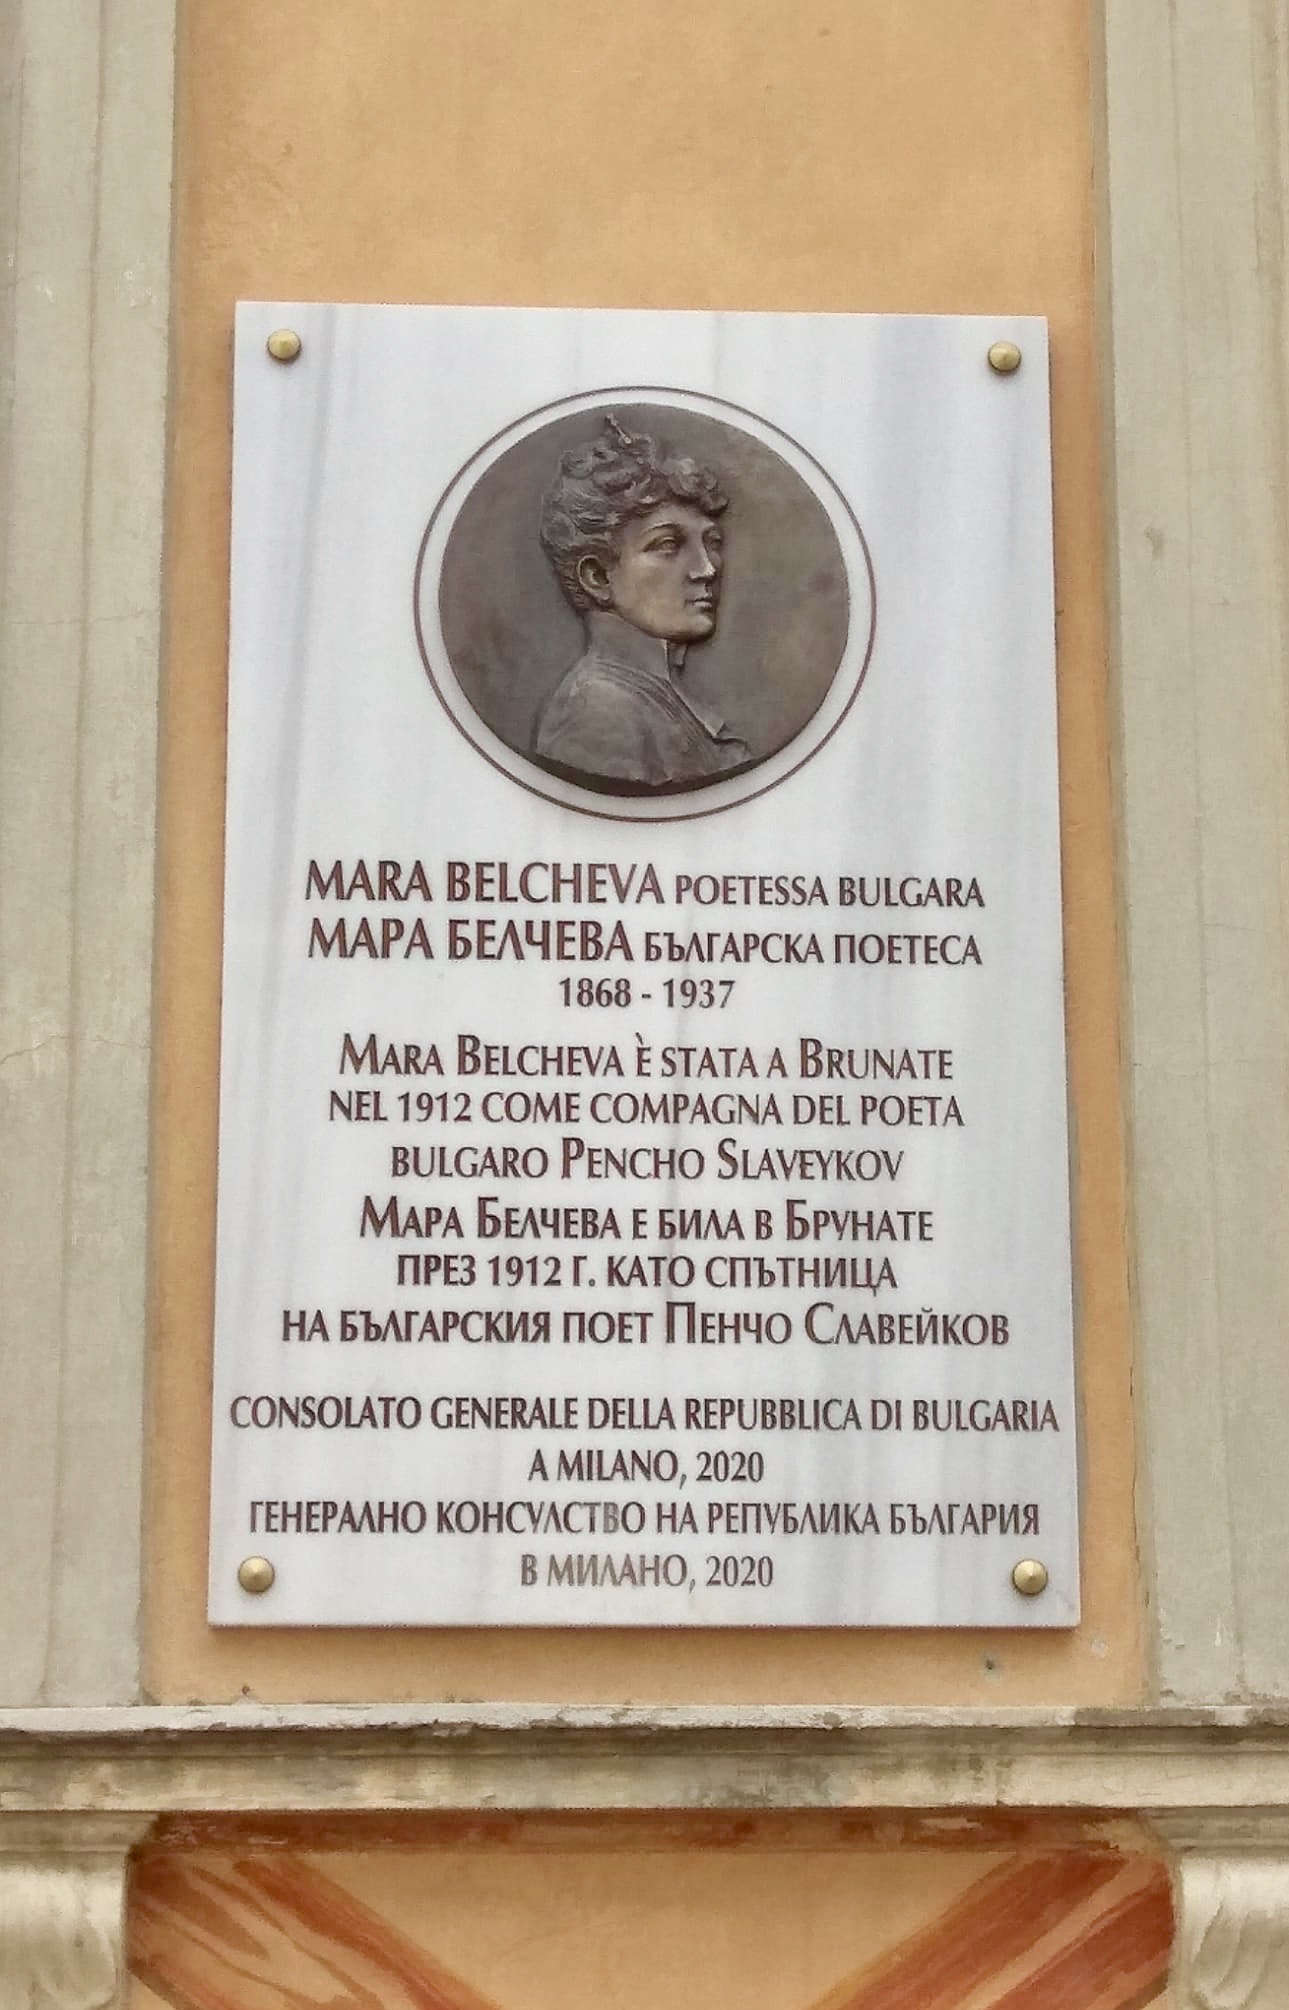 MARA BELCHEVA POETESSA BULGARA
МАРА БЕЛЧЕВА БЪЛГАРСКА ПОЕТЕСА
1868 - 1937
MARA BELCHEVA È STATA A BRUNATE
NEL 1912 COME COMPAGNA DEL POETA
BULGARO PENCHO SLAVEYKOV
МАРА БЕЛЧЕВА Е БИЛА В БРУНАТЕ
ПРЕЗ 1912 Г. КАТО СПЪТНИЦА
НА БЪЛГАРСКИЯ ПОЕТ ПЕНЧО СЛАВЕЙКОВ
CONSOLATO GENERALE DELLA REPUBBLICA DI BULGARIA
A MILANO, 2020
ГЕНЕРАЛНО КОНСУЛСТВО НА РЕПУБЛИКА БЪЛГАРИЯ
В МИЛАНО, 2020